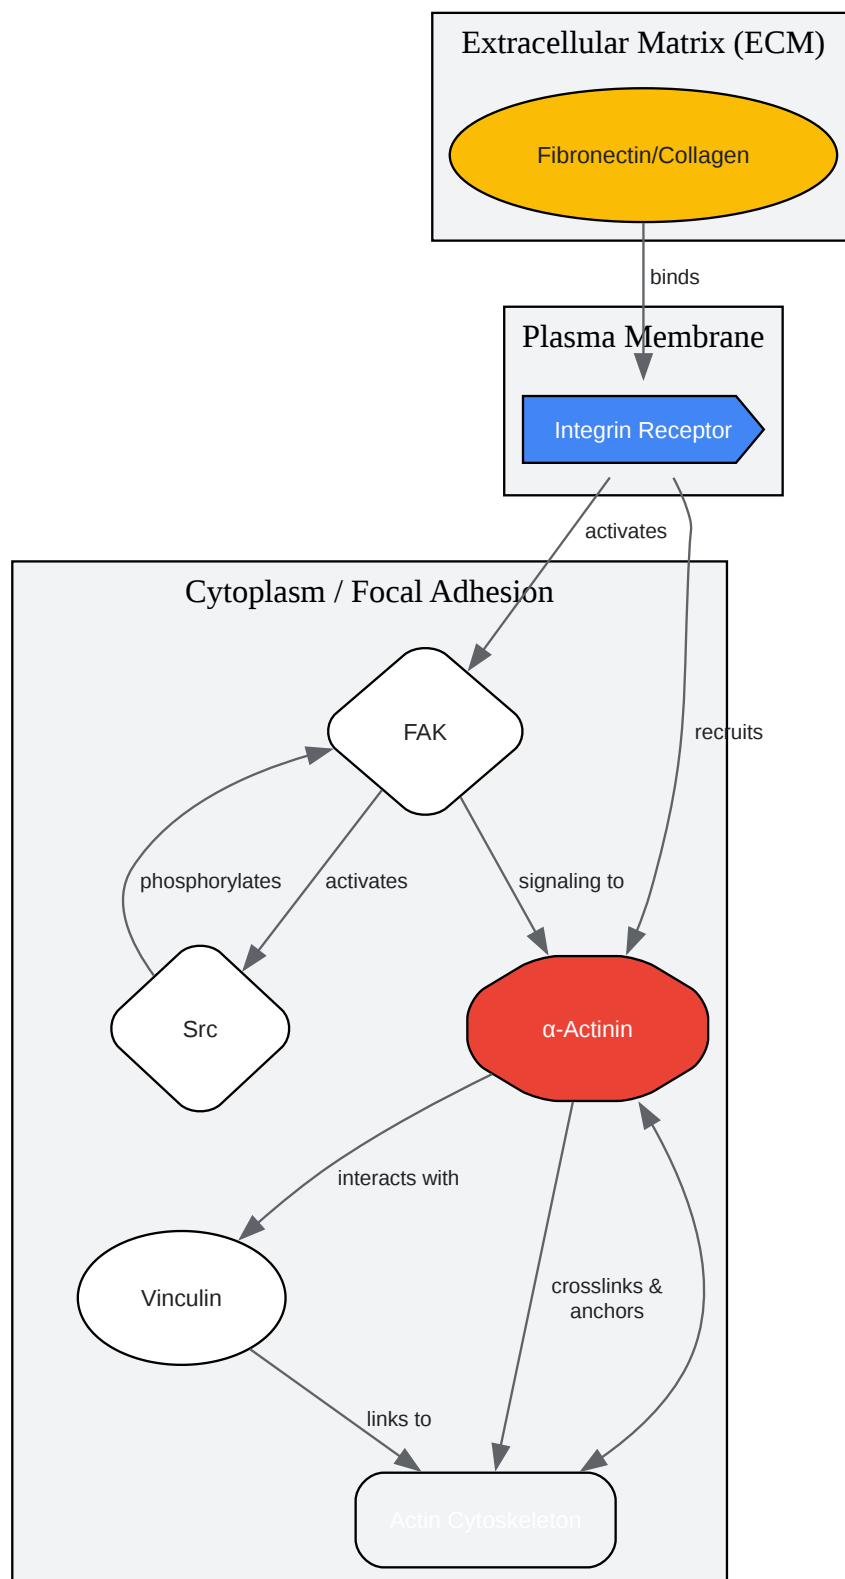 Extracellular Matrix (ECM)
Fibronectin/Collagen
binds
Plasma Membrane
Integrin Receptor
activates
Cytoplasm / Focal Adhesion
FAK
recruits
phosphorylates
activates
signaling to
Src
α-Actinin
interacts with
Vinculin
crosslinks &
anchors
links to
Actin Cytoskeleton